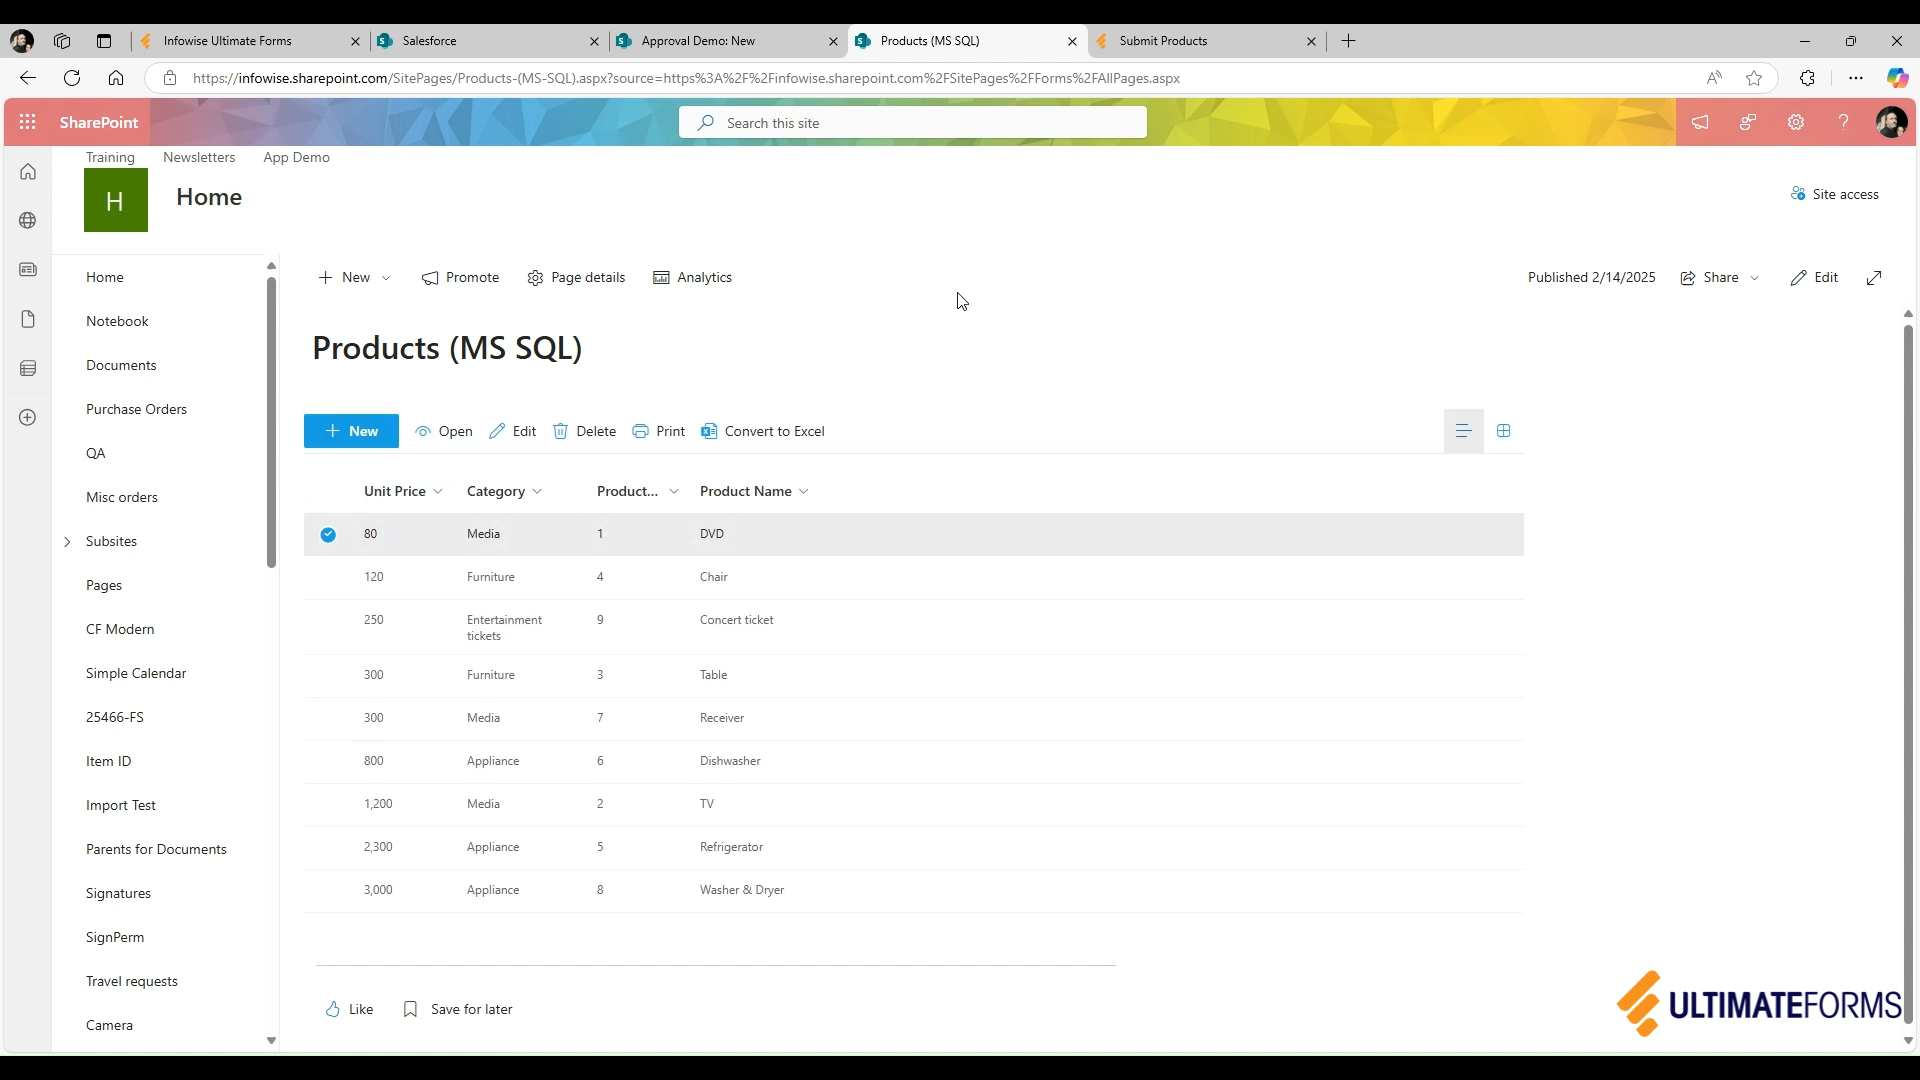 Infowise Ultimate Forms
Salesforce
Approval Demo: New
Products (MS SQL)
Submit Products
https://infowise.sharepoint.com/SitePages/Products-(MS-SQL).aspx?source=https%3A%2F%2Finfowise.sharepoint.com%2FSitePages%2FForms%2FAllPages.aspx
SharePoint
Search this site
Training Newsletters App Demo
H
Home
Site access
Home
Notebook
Documents
Purchase Orders
QA
Misc orders
Subsites
Pages
CF Modern
Simple Calendar
25466-FS
Item ID
Import Test
Parents for Documents
Signatures
SignPerm
Travel requests
Camera
New Promote Page details Analytics
Published 2/14/2025 Share Edit
Products (MS SQL)
New Open Edit Delete Print Convert to Excel
Unit Price Category Product... Product Name
80 Media 1 DVD
120 Furniture 4 Chair
250 Entertainment tickets 9 Concert ticket
300 Furniture 3 Table
300 Media 7 Receiver
800 Appliance 6 Dishwasher
1,200 Media 2 TV
2,300 Appliance 5 Refrigerator
3,000 Appliance 8 Washer & Dryer
Like Save for later
ULTIMATEFORMS